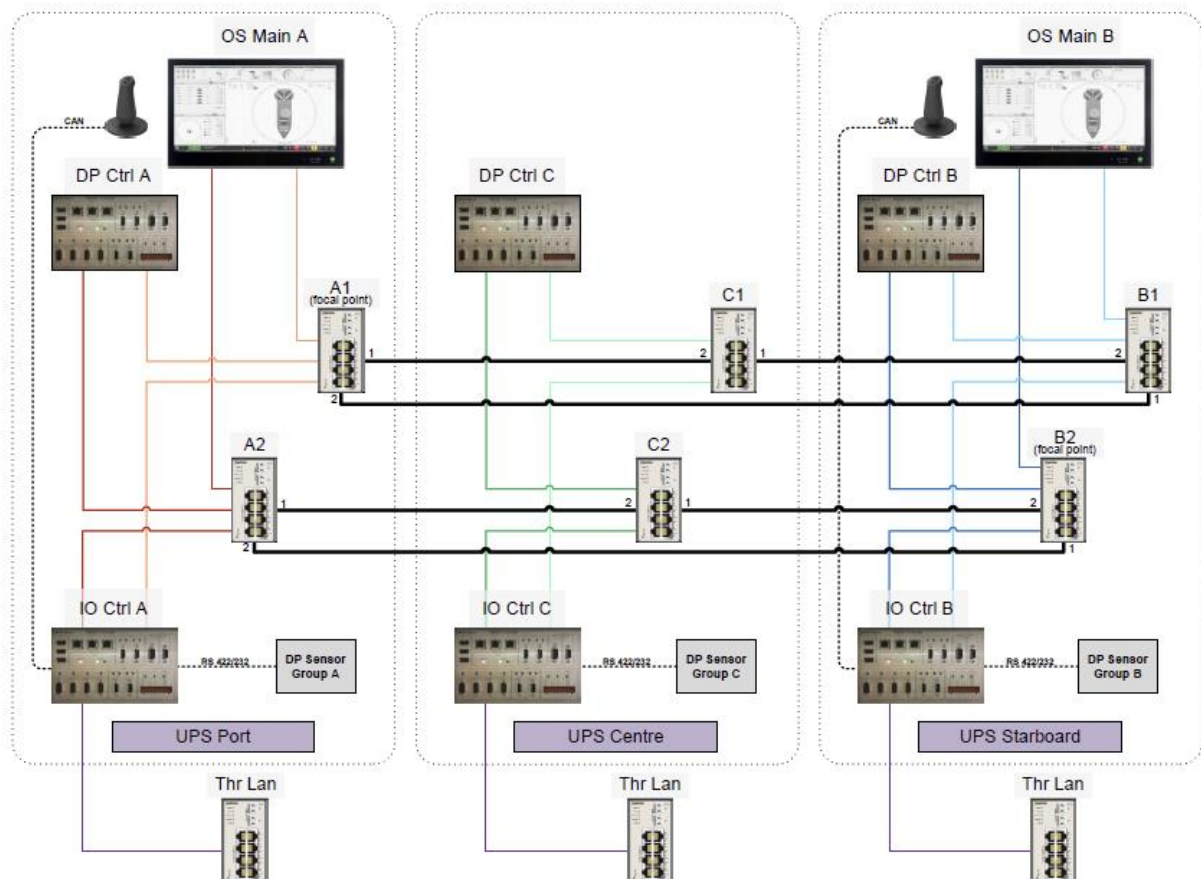 OS Main A
OS Main B
CAN
CAN
DP Ctrl A
DP Ctrl C
DP Ctrl B
A1
(focal point)
C1
B1
1
2
1
2
2
1
A2
C2
B2
(focal point)
1
2
1
2
2
1
IO Ctrl A
IO Ctrl C
IO Ctrl B
RS 422/232
DP Sensor
Group A
RS 422/232
DP Sensor
Group C
RS 422/232
DP Sensor
Group B
UPS Port
UPS Centre
UPS Starboard
Thr Lan
Thr Lan
Thr Lan